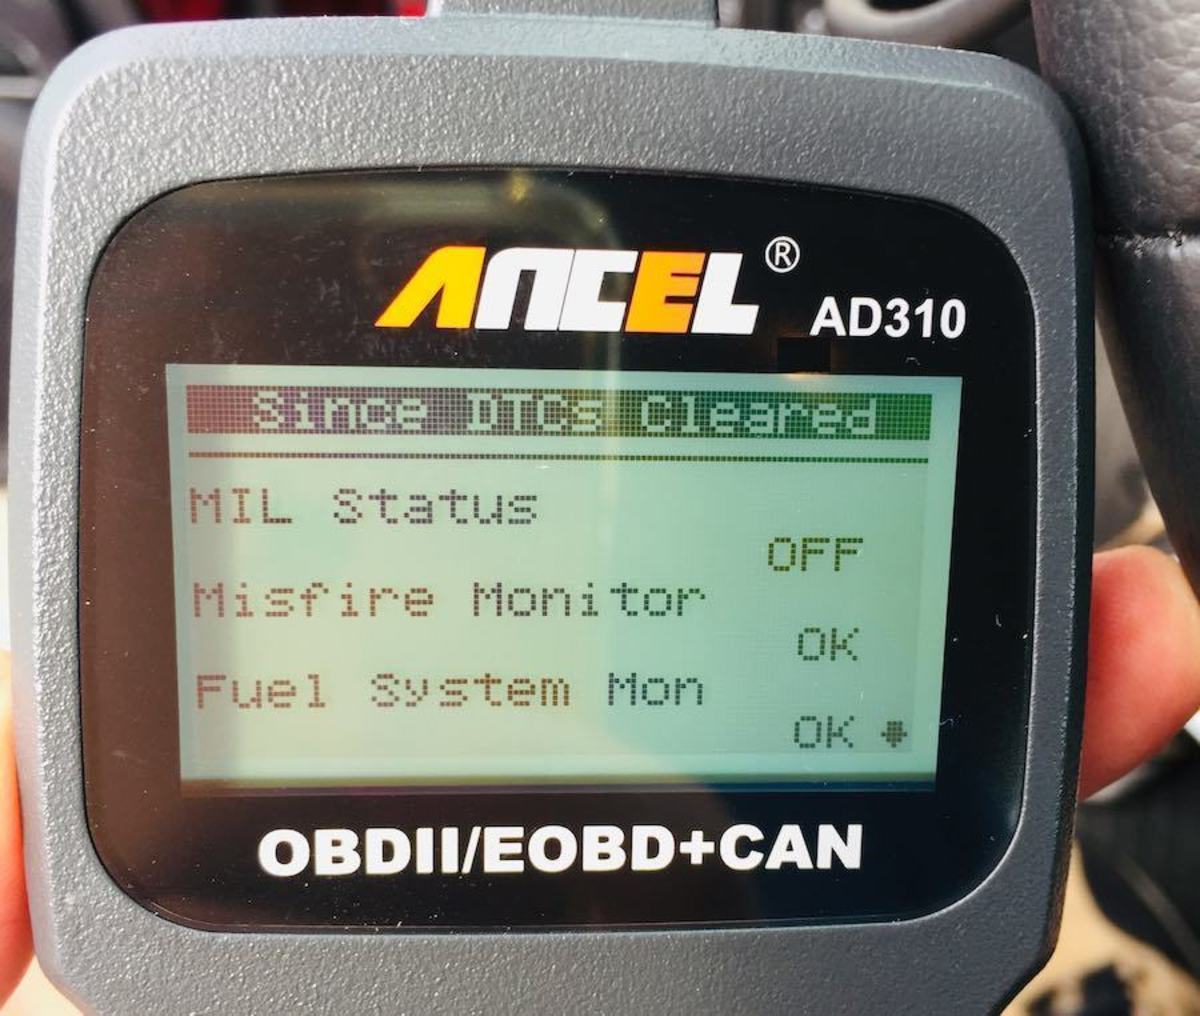 ANCEL®
AD310
Since DTCs Cleared
MIL Status
OFF
Misfire Monitor
OK
Fuel System Mon
OK
OBDII/EOBD+CAN